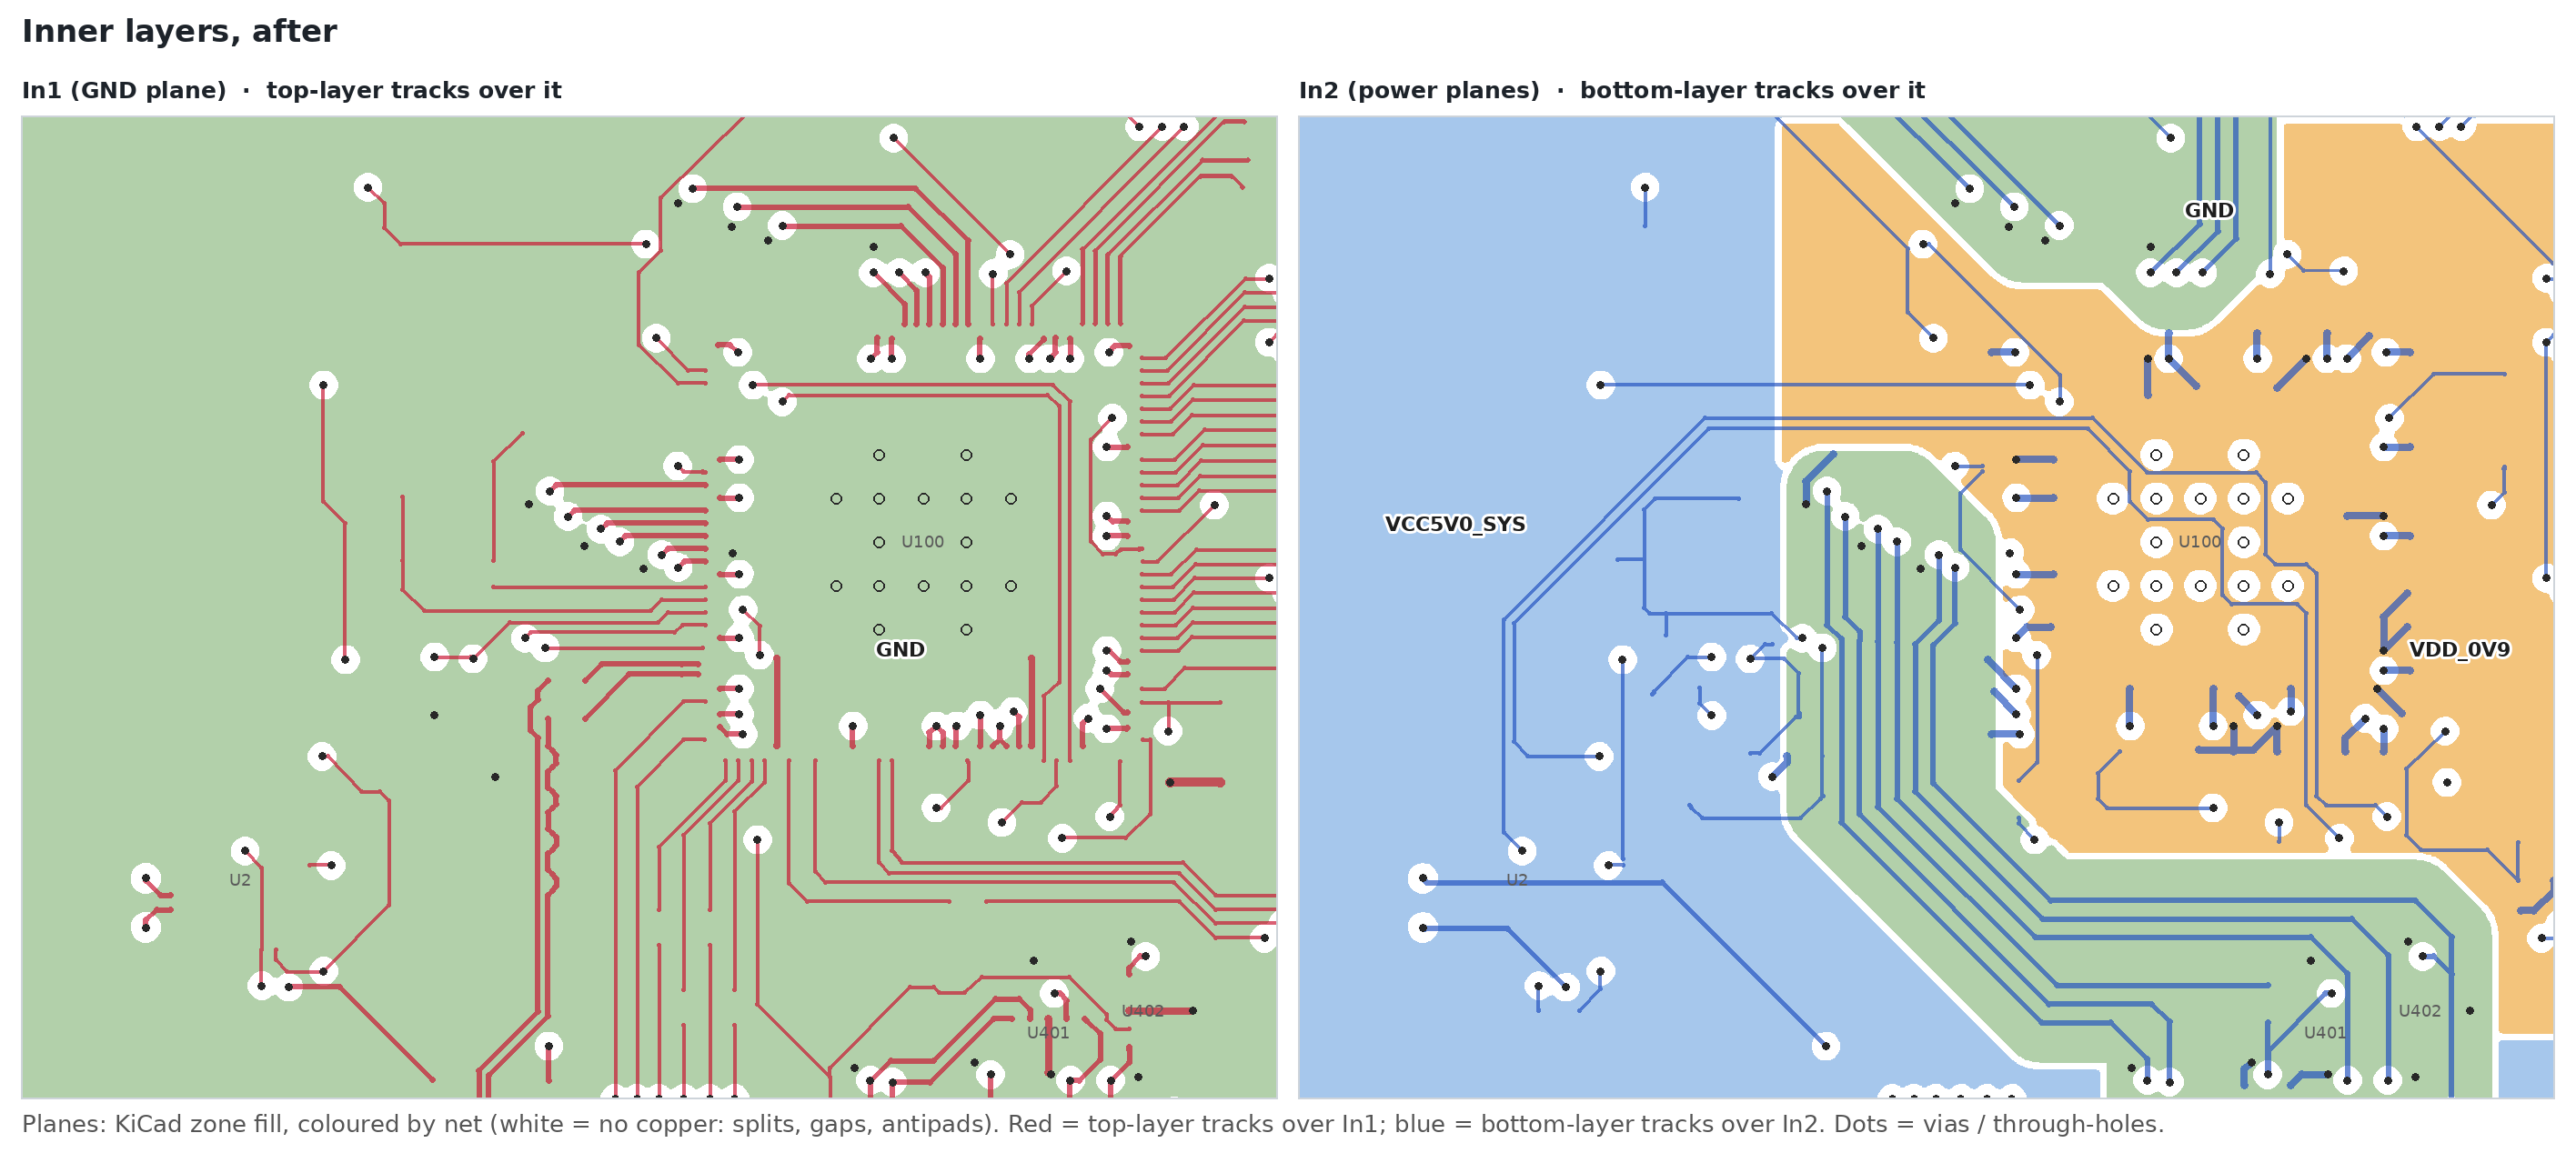 Inner layers, after
In1 (GND plane)  ·  top-layer tracks over it
In2 (power planes)  ·  bottom-layer tracks over it
GND
VCC5V0_SYS
U100
U100
GND
VDD_0V9
U2
U2
U402
U402
U401
U401
Planes: KiCad zone fill, coloured by net (white = no copper: splits, gaps, antipads). Red = top-layer tracks over In1; blue = bottom-layer tracks over In2. Dots = vias / through-holes.